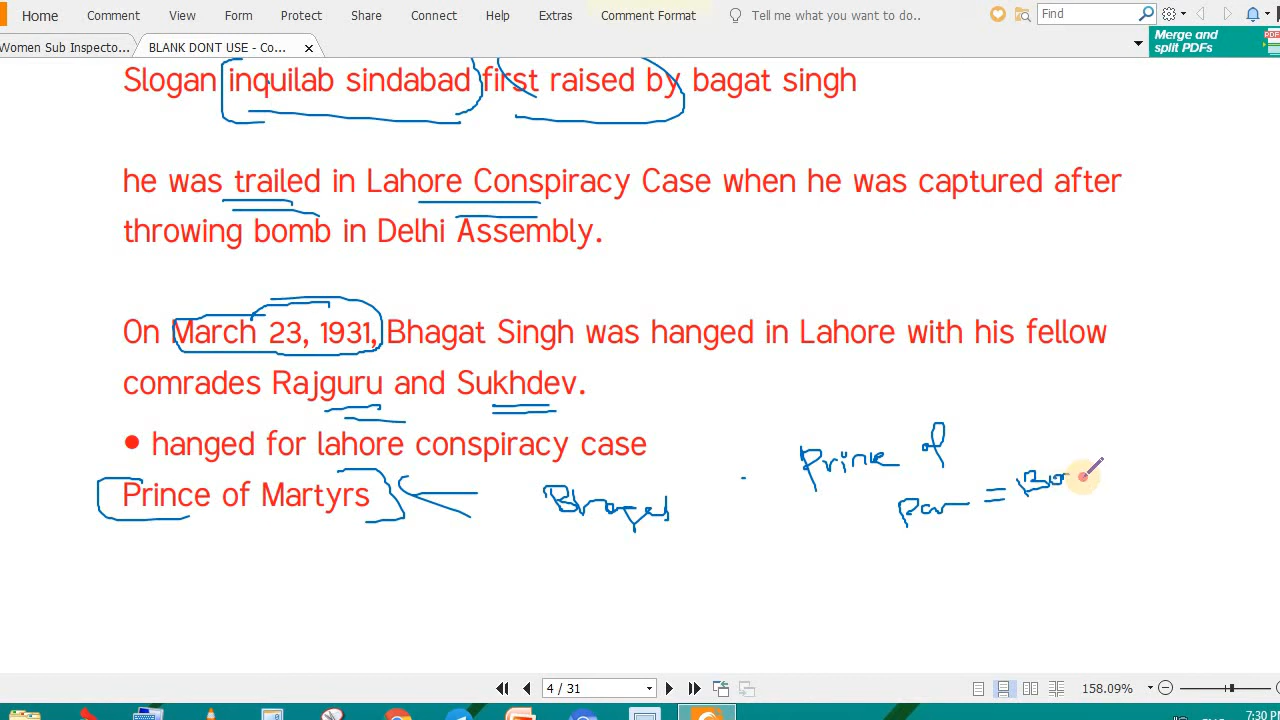 Home Comment View Form Protect Share Connect Help Extras Comment Format Tell me what you want to do.. Find
Women Sub Inspecto... BLANK DONT USE - Co... × Merge and
split PDFs
Slogan inquilab sindabad first raised by bagat singh
he was trailed in Lahore Conspiracy Case when he was captured after
throwing bomb in Delhi Assembly.
On March 23, 1931, Bhagat Singh was hanged in Lahore with his fellow
comrades Rajguru and Sukhdev.
• hanged for lahore conspiracy case
Prince of
Prince of Martyrs
4 / 31 158.09%
7:30 PM